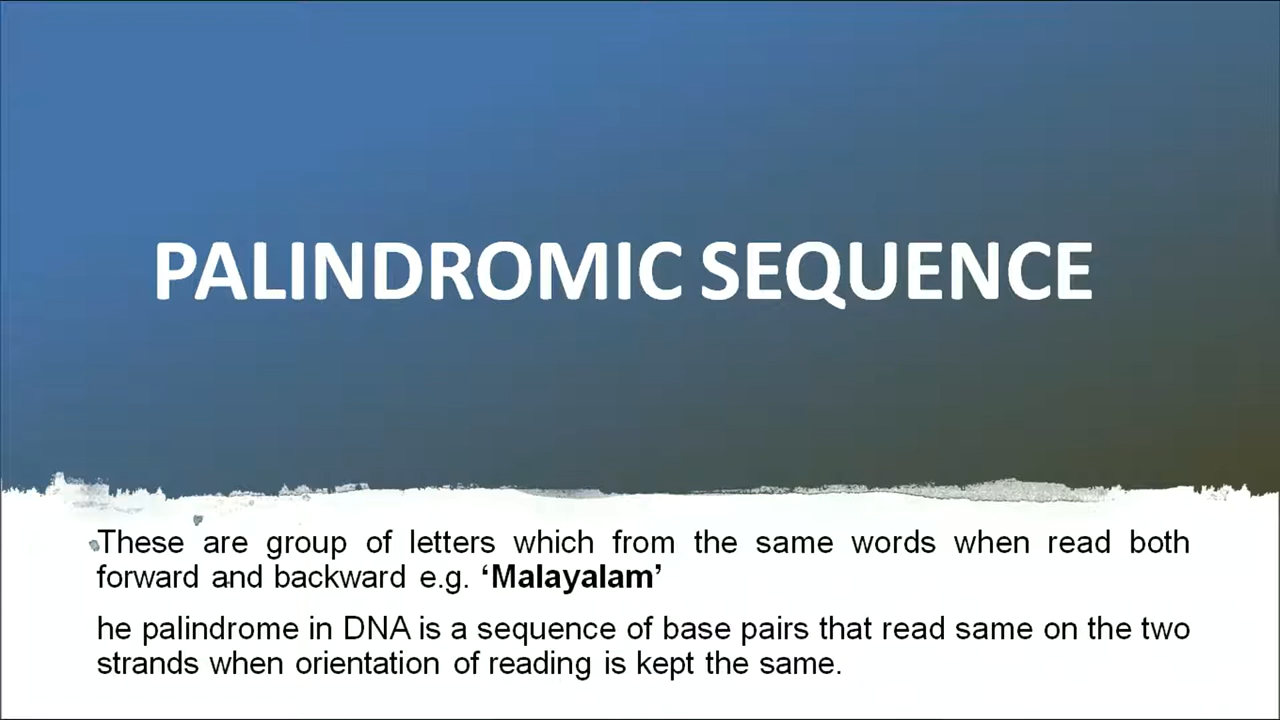 PALINDROMIC SEQUENCE
These are group of letters which from the same words when read both
forward and backward e.g. ‘Malayalam’
he palindrome in DNA is a sequence of base pairs that read same on the two
strands when orientation of reading is kept the same.